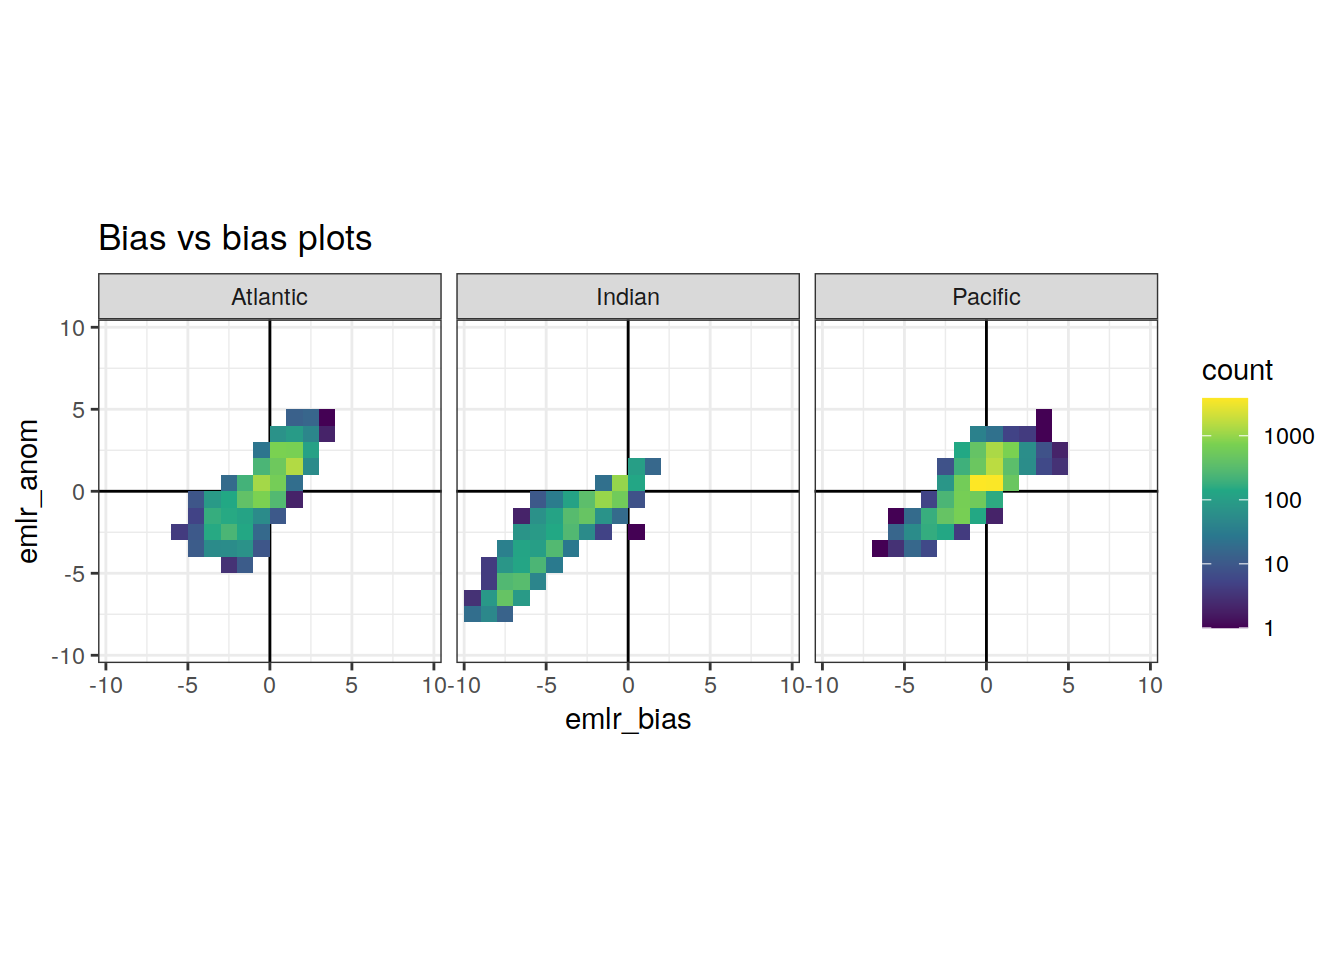 Bias vs bias plots
Atlantic Indian Pacific
10
5
0
-5
-10
emlr_anom
-10 -5 0 5 10 -10 -5 0 5 10 -10 -5 0 5 10
emlr_bias
count
1000
100
10
1